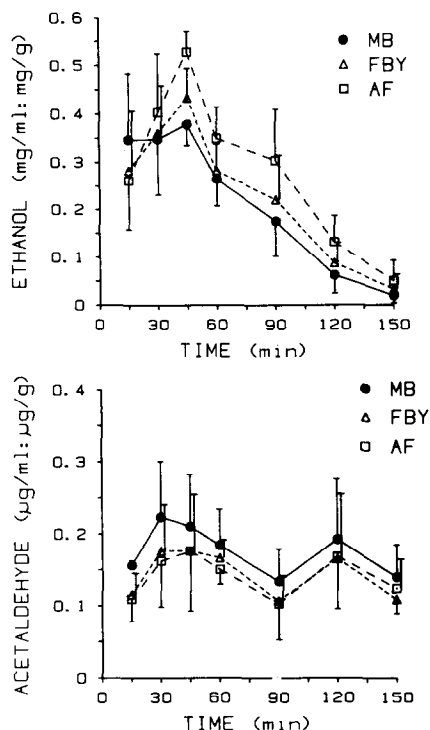 ETHANOL (mg/ml: mg/g)
0.6
0.5
0.4
0.3
0.2
0.1
0
MB
FBY
AF
0 30 60 90 120 150
TIME (min)
ACETALDEHYDE (µg/ml: µg/g)
0.4
0.3
0.2
0.1
0
MB
FBY
AF
0 30 60 90 120 150
TIME (min)